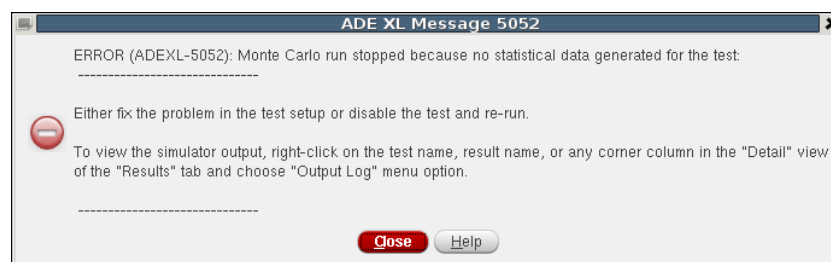 ADE XL Message 5052
ERROR (ADEXL-5052): Monte Carlo run stopped because no statistical data generated for the test:
------------------------------
Either fix the problem in the test setup or disable the test and re-run.
To view the simulator output, right-click on the test name, result name, or any corner column in the "Detail" view
of the "Results" tab and choose "Output Log" menu option.
------------------------------
Close Help